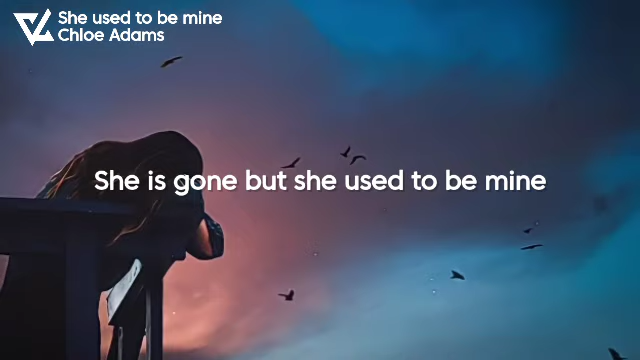 She used to be mine
Chloe Adams
She is gone but she used to be mine